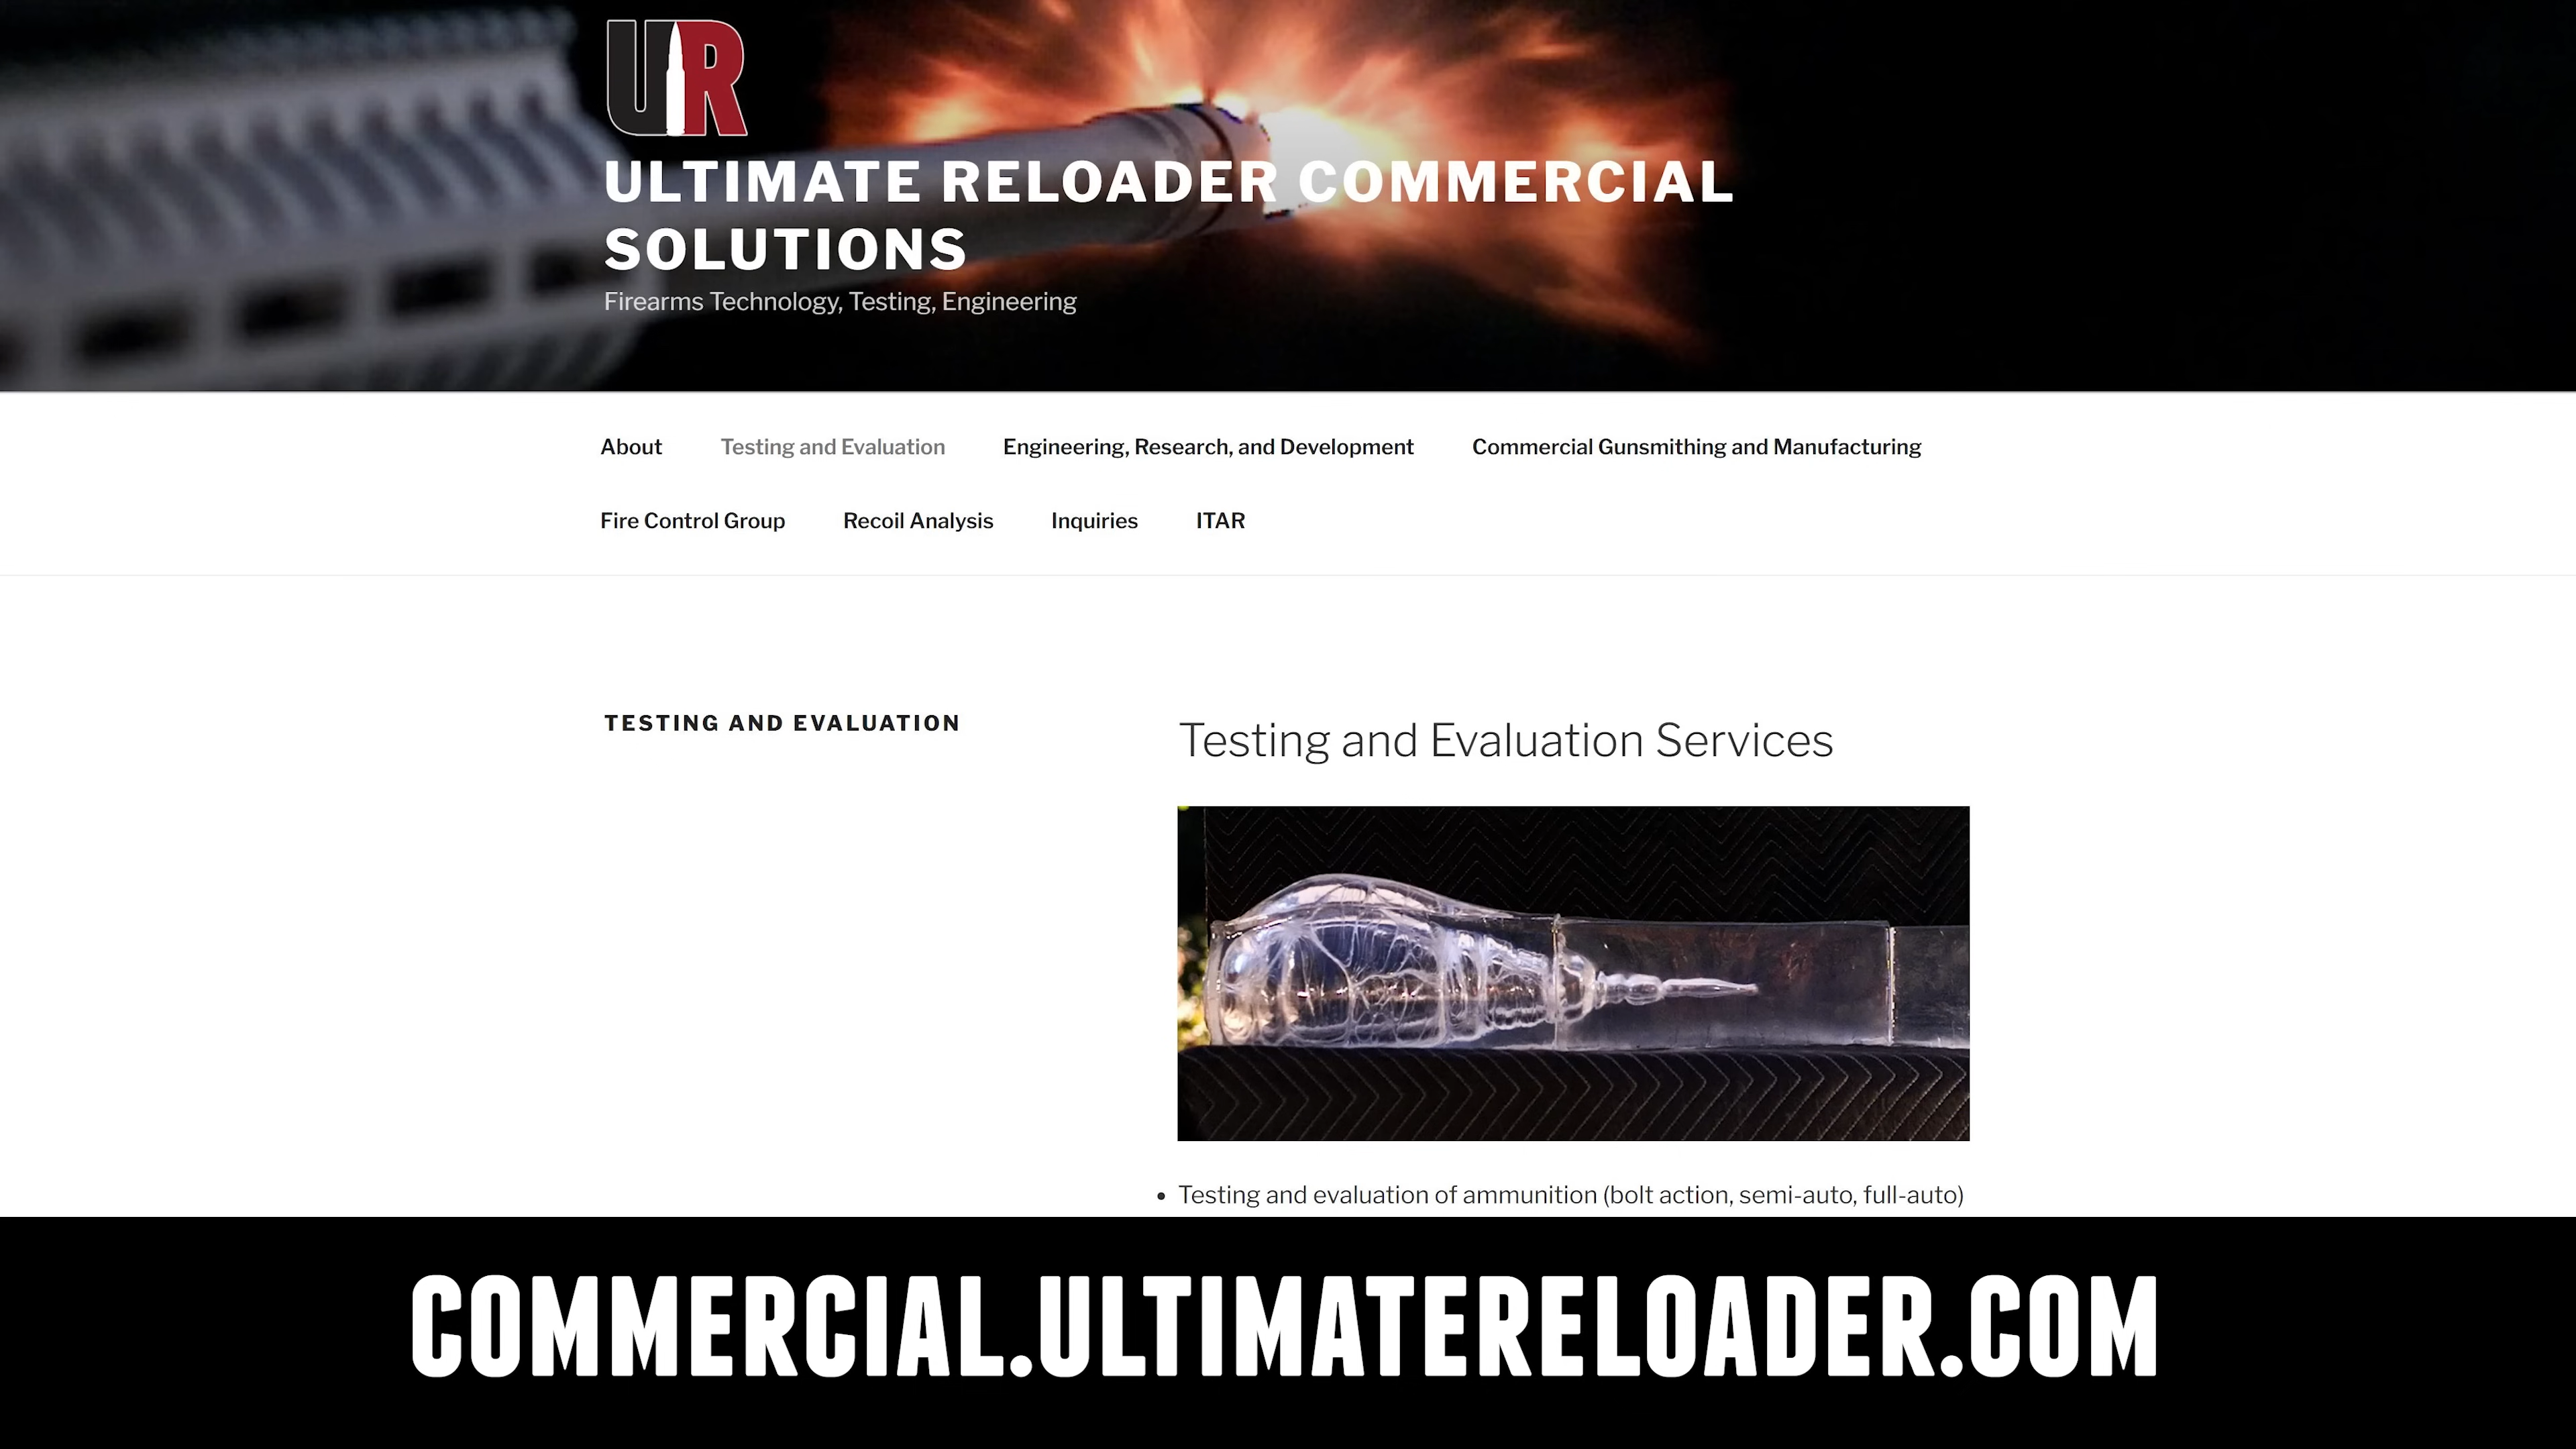 UR
ULTIMATE RELOADER COMMERCIAL
SOLUTIONS
Firearms Technology, Testing, Engineering
About Testing and Evaluation Engineering, Research, and Development Commercial Gunsmithing and Manufacturing
Fire Control Group Recoil Analysis Inquiries ITAR
TESTING AND EVALUATION
Testing and Evaluation Services
• Testing and evaluation of ammunition (bolt action, semi-auto, full-auto)
COMMERCIAL.ULTIMATERELOADER.COM